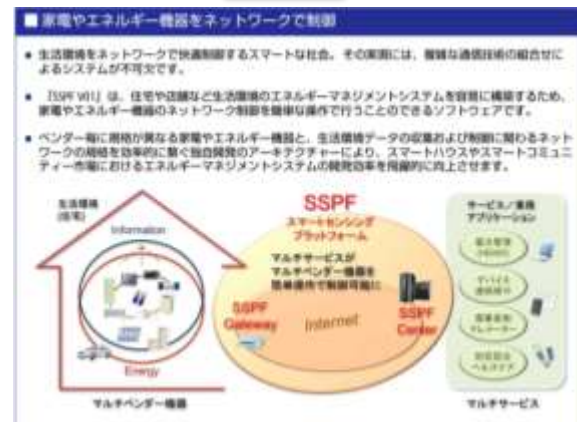 ■家電やエネルギー機器をネットワークで制御
● 生活環境をネットワークで快適制御するスマートな社会。その実現には、複雑な通信技術の組合せに
よるシステムが不可欠です。
● 「SSPF V01」は、住宅や店舗など生活環境のエネルギーマネジメントシステムを容易に構築するため、
家電やエネルギー機器のネットワーク制御を簡単な操作で行うことのできるソフトウェアです。
● ベンダー毎に規格が異なる家電やエネルギー機器と、生活環境データの収集および制御に関わるネット
ワークの規格を効率的に繋ぐ独自開発のアーキテクチャーにより、スマートハウスやスマートコミュニ
ティー市場におけるエネルギーマネジメントシステムの開発効率を飛躍的に向上させます。
生活環境
(住宅)
Information
Energy
マルチベンダー機器
SSPF
スマートセンシング
プラットフォーム
マルチサービスが
マルチベンダー機器を
簡単操作で制御可能に
SSPF
Gateway
Internet
SSPF
Center
サービス/業務
アプリケーション
デバイス
ヘルスケア
マルチサービス